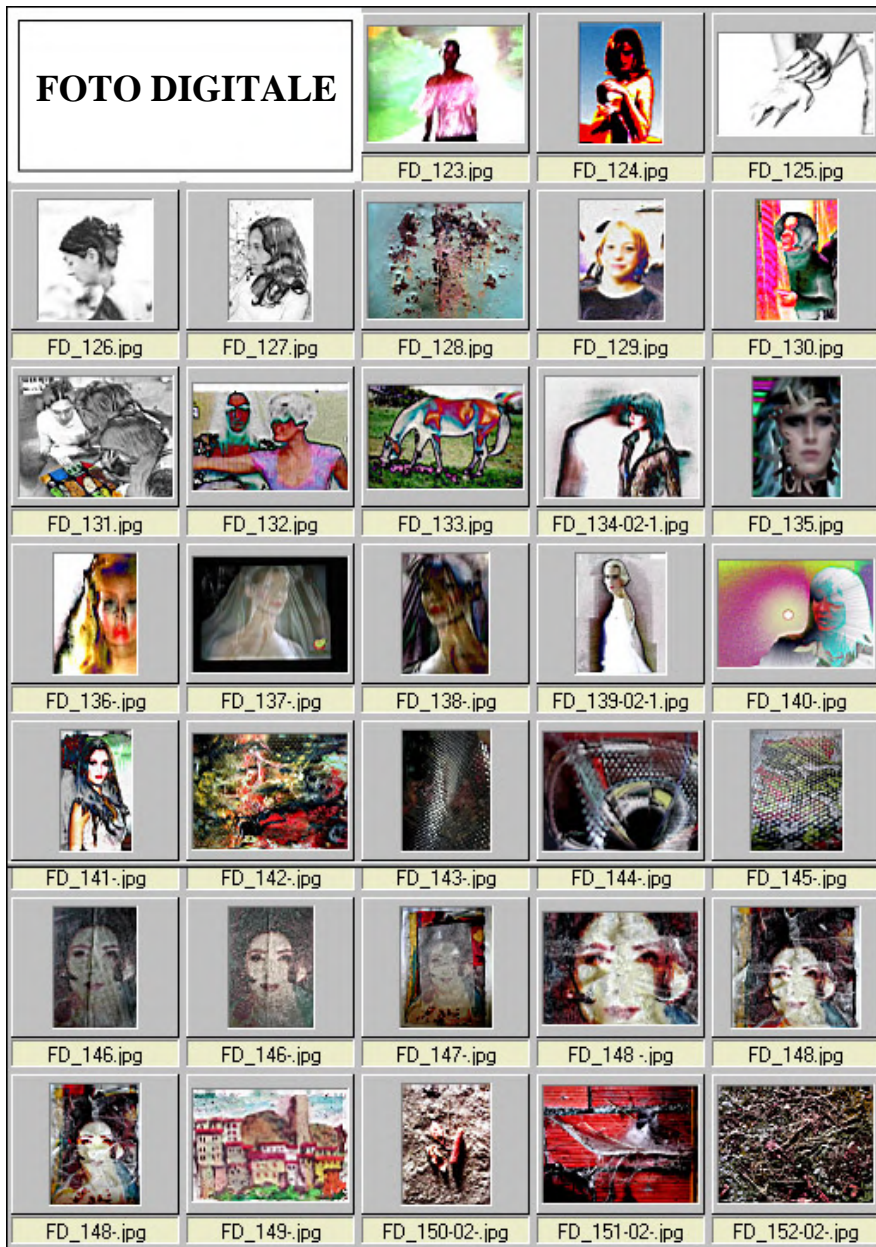 FOTO DIGITALE
FD_123.jpg FD_124.jpg FD_125.jpg
FD_126.jpg FD_127.jpg FD_128.jpg FD_129.jpg FD_130.jpg
FD_131.jpg FD_132.jpg FD_133.jpg FD_134-02-1.jpg FD_135.jpg
FD_136-.jpg FD_137-.jpg FD_138-.jpg FD_139-02-1.jpg FD_140-.jpg
FD_141-.jpg FD_142-.jpg FD_143-.jpg FD_144-.jpg FD_145-.jpg
FD_146.jpg FD_146-.jpg FD_147-.jpg FD_148 -.jpg FD_148.jpg
FD_148-.jpg FD_149-.jpg FD_150-02-.jpg FD_151-02-.jpg FD_152-02-.jpg